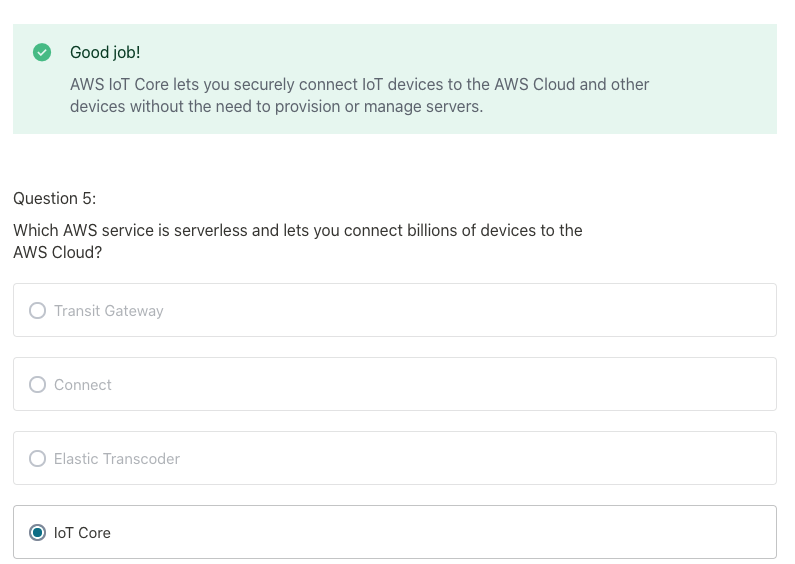 Good job!
AWS IoT Core lets you securely connect IoT devices to the AWS Cloud and other
devices without the need to provision or manage servers.
Question 5:
Which AWS service is serverless and lets you connect billions of devices to the
AWS Cloud?
Transit Gateway
Connect
Elastic Transcoder
IoT Core